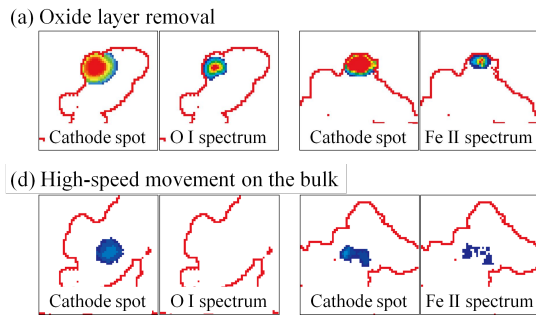 (a) Oxide layer removal
Cathode spot
O I spectrum
Cathode spot
Fe II spectrum
(d) High-speed movement on the bulk
Cathode spot
O I spectrum
Cathode spot
Fe II spectrum